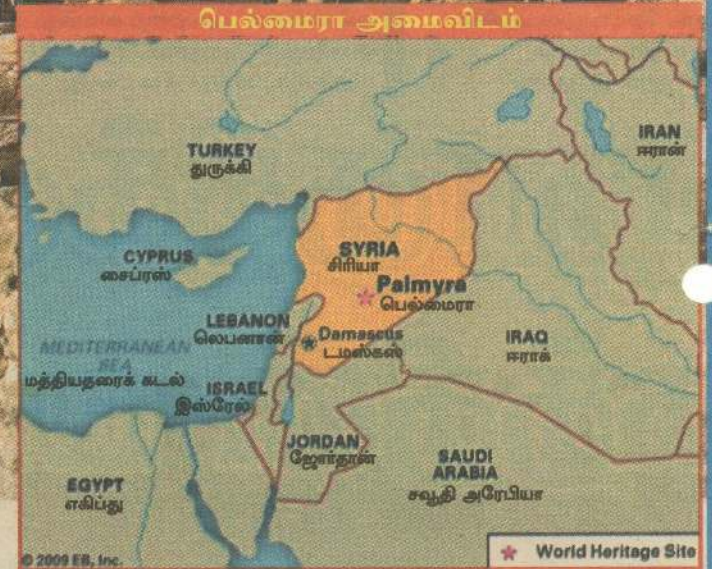 பெல்மைரா அமைவிடம்
TURKEY
துருக்கி
IRAN
ஈரான்
CYPRUS
சைப்ரஸ்
SYRIA
சிரியா
Palmyra
பெல்மைரா
LEBANON
லெபனான்
Damascus
டமஸ்கஸ்
IRAQ
ஈராக்
MEDITERRANEAN
SEA
மத்தியதரைக் கடல்
ISRAEL
இஸ்ரேல்
JORDAN
ஜோர்தான்
SAUDI
ARABIA
சவூதி அரேபியா
EGYPT
எகிப்து
© 2009 EB, Inc.
World Heritage Site